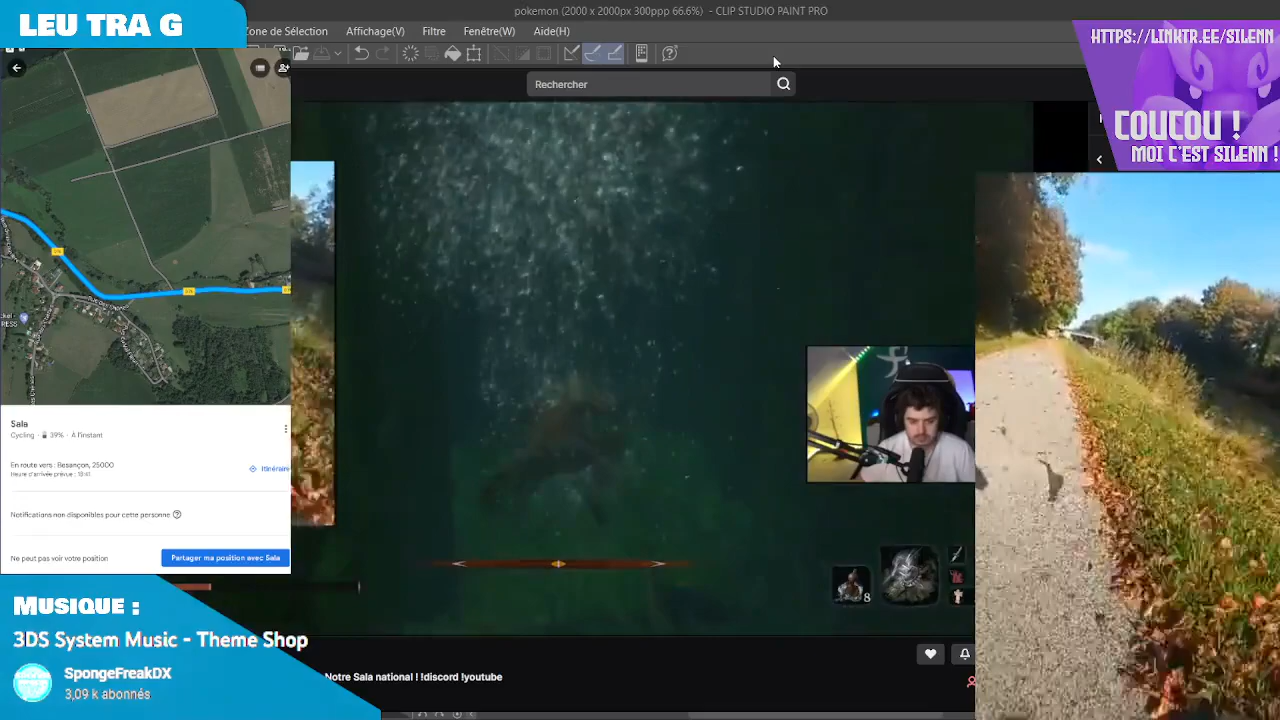 LEU TRA G
pokemon (2000 x 2000px 300ppp 66.6%) - CLIP STUDIO PAINT PRO
Zone de Sélection Affichage(V) Filtre Fenêtre(W) Aide(H)
Rechercher
HTTPS://LINKTR.EE/SILENN
COUCOU !
MOI C'EST SILENN !
Sala
Cycling · 39% · À l'instant
En route vers : Besançon, 25000
Itinéraire
Notifications non disponibles pour cette personne
Ne peut pas voir votre position
Partager ma position avec Sala
8
MUSIQUE :
3DS System Music - Theme Shop
SpongeFreakDX
3,09 k abonnés
Notre Sala national ! !discord !youtube